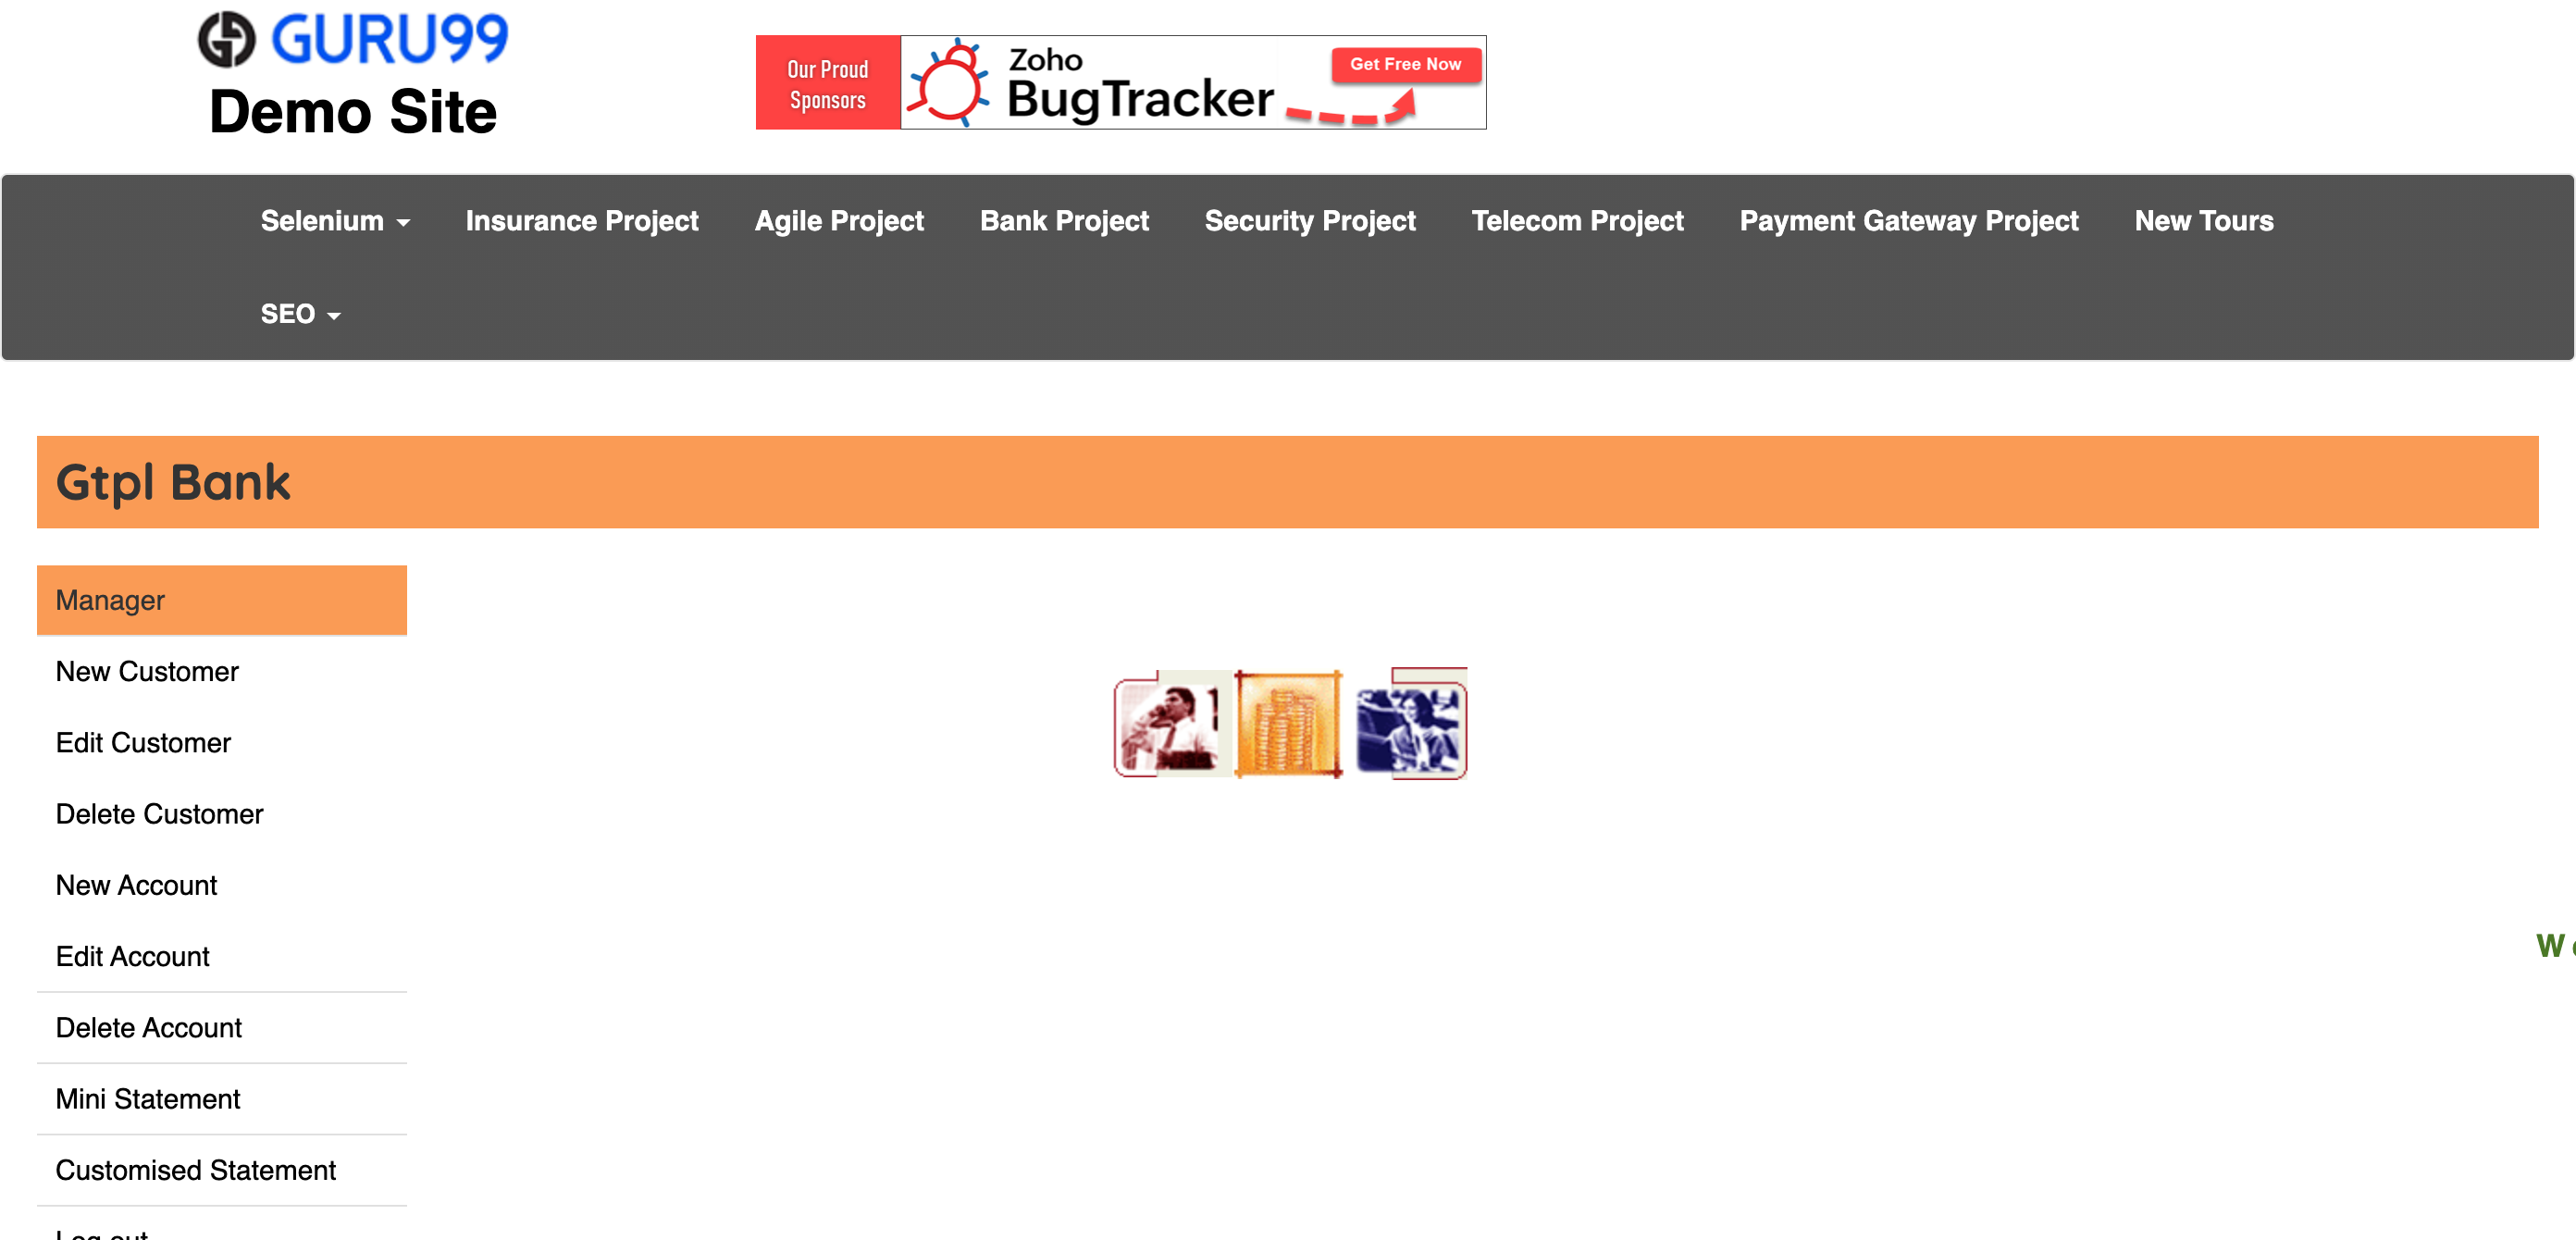 GURU99
Demo Site
Our Proud
Sponsors
Zoho
BugTracker
Get Free Now
Selenium
Insurance Project
Agile Project
Bank Project
Security Project
Telecom Project
Payment Gateway Project
New Tours
SEO
Gtpl Bank
Manager
New Customer
Edit Customer
Delete Customer
New Account
Edit Account
W
Delete Account
Mini Statement
Customised Statement
Log out